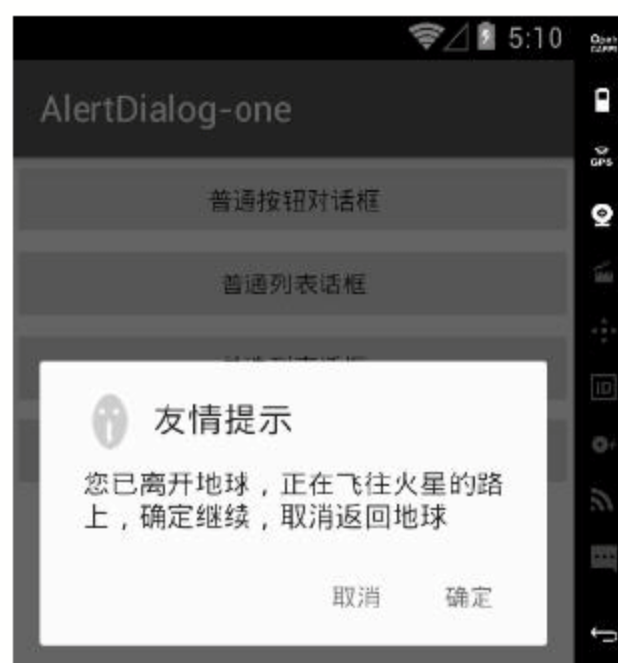 5:10
AlertDialog-one
普通按钮对话框
普通列表话框
友情提示
您已离开地球，正在飞往火星的路
上，确定继续，取消返回地球
取消
确定
GPS
ID